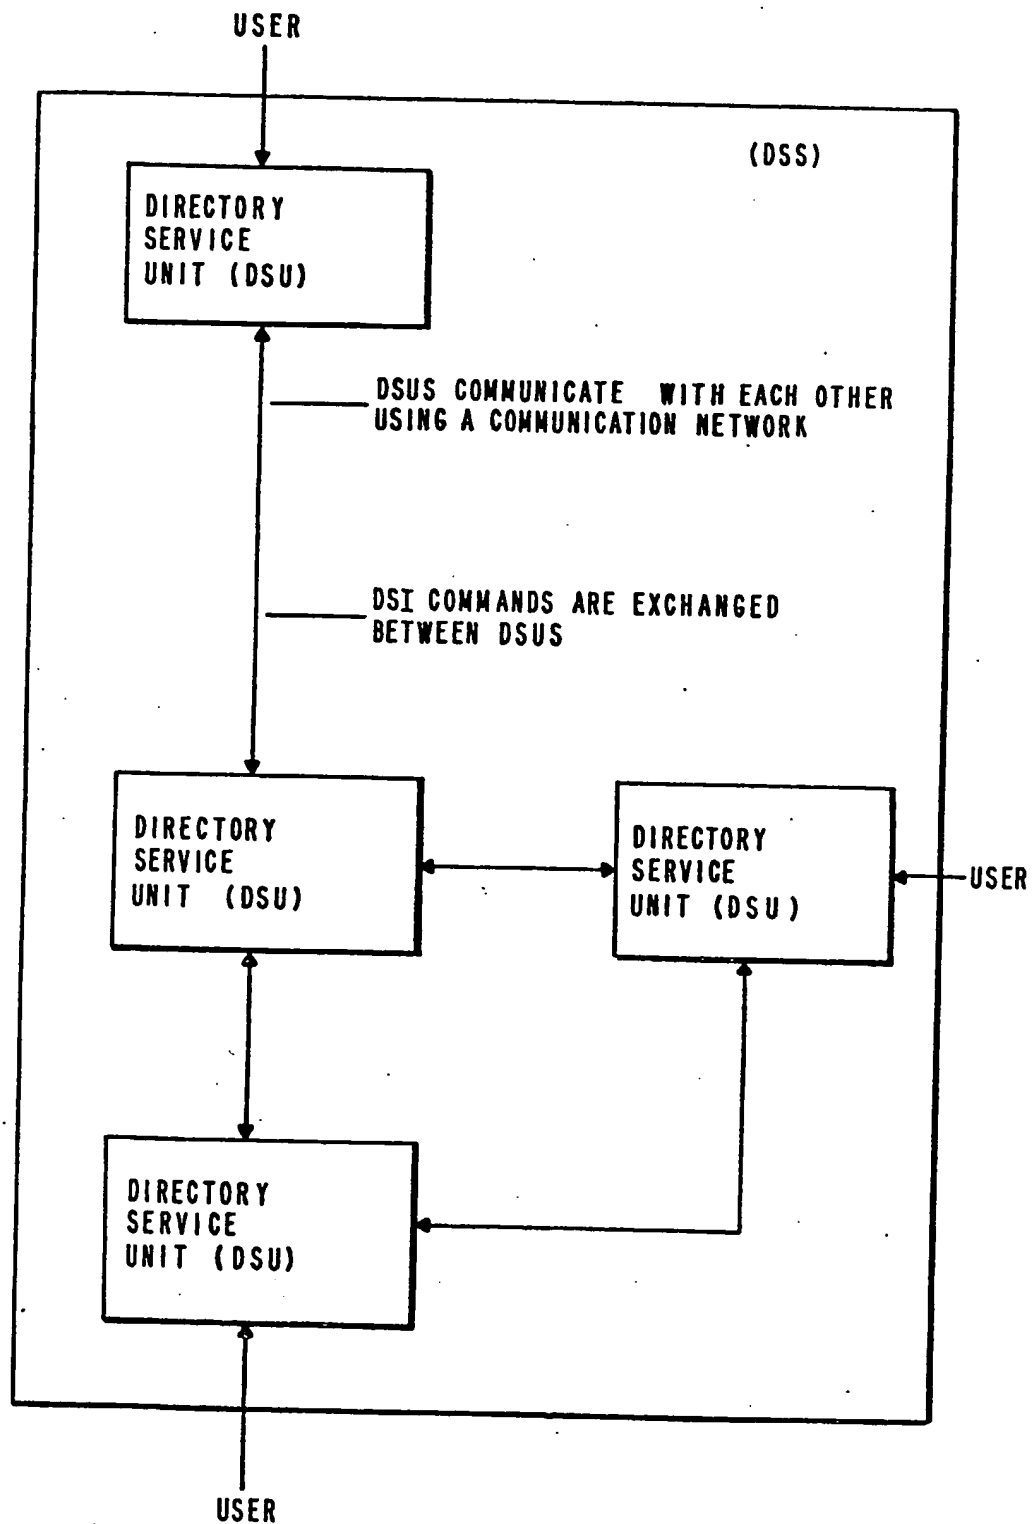 USER
(DSS)
DIRECTORY
SERVICE
UNIT (DSU)
DSUS COMMUNICATE WITH EACH OTHER
USING A COMMUNICATION NETWORK
DSI COMMANDS ARE EXCHANGED
BETWEEN DSUS
DIRECTORY
SERVICE
UNIT (DSU)
DIRECTORY
SERVICE
UNIT (DSU)
USER
DIRECTORY
SERVICE
UNIT (DSU)
USER